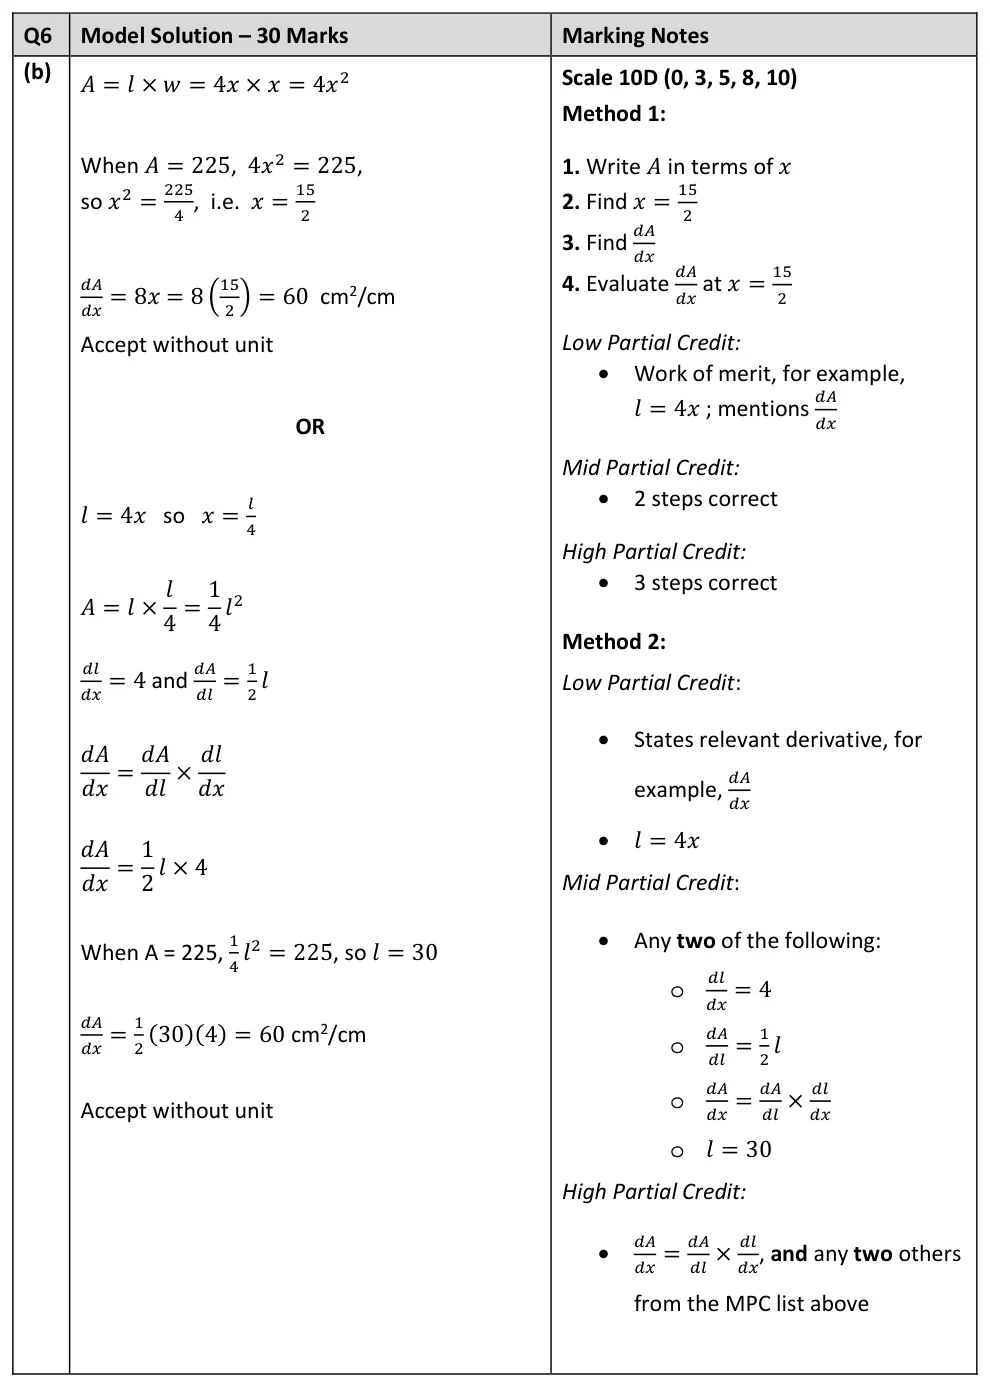 Q6 Model Solution – 30 Marks Marking Notes
(b)
A = l × w = 4x × x = 4x²
When A = 225, 4x² = 225,
so x² = 225/4, i.e. x = 15/2
dA/dx = 8x = 8(15/2) = 60 cm²/cm
Accept without unit
OR
l = 4x so x = l/4
A = l × l/4 = 1/4 l²
dl/dx = 4 and dA/dl = 1/2 l
dA/dx = dA/dl × dl/dx
dA/dx = 1/2 l × 4
When A = 225, 1/4 l² = 225, so l = 30
dA/dx = 1/2 (30)(4) = 60 cm²/cm
Accept without unit
Scale 10D (0, 3, 5, 8, 10)
Method 1:
1. Write A in terms of x
2. Find x = 15/2
3. Find dA/dx
4. Evaluate dA/dx at x = 15/2
Low Partial Credit:
• Work of merit, for example,
l = 4x ; mentions dA/dx
Mid Partial Credit:
• 2 steps correct
High Partial Credit:
• 3 steps correct
Method 2:
Low Partial Credit:
• States relevant derivative, for
example, dA/dx
• l = 4x
Mid Partial Credit:
• Any two of the following:
o dl/dx = 4
o dA/dl = 1/2 l
o dA/dx = dA/dl × dl/dx
o l = 30
High Partial Credit:
• dA/dx = dA/dl × dl/dx, and any two others
from the MPC list above